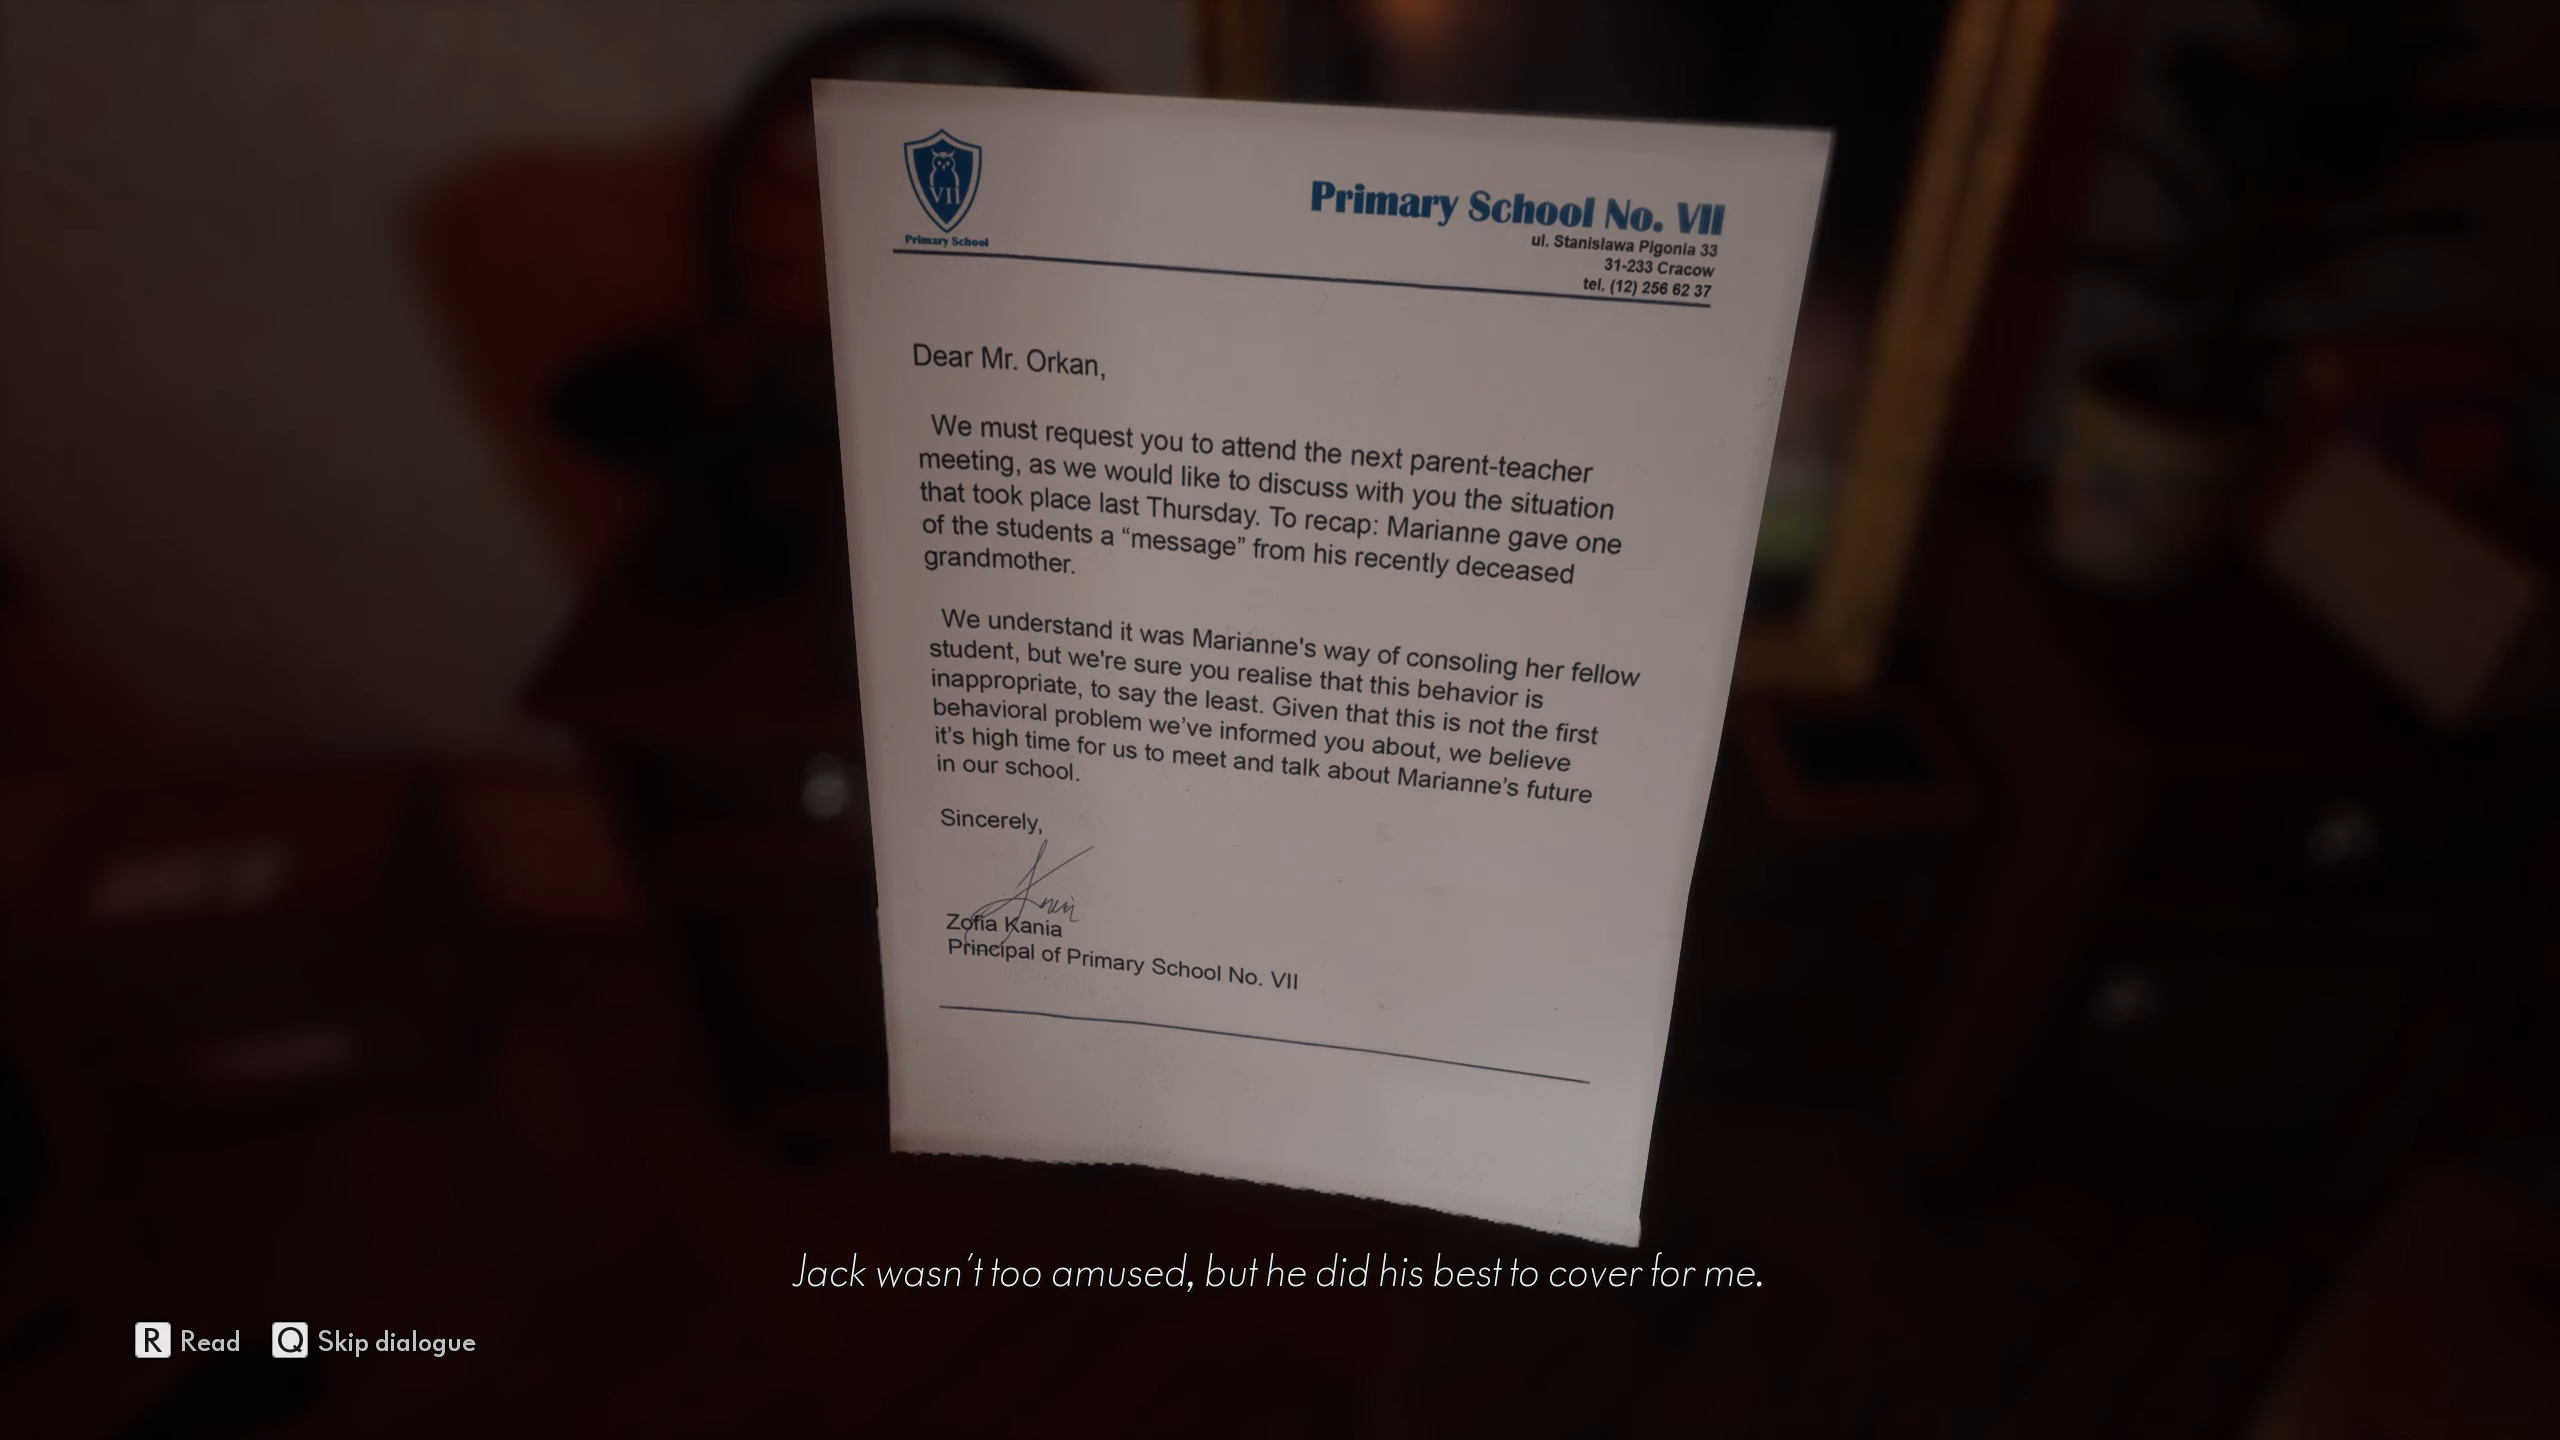 VII
Primary School
Primary School No. VII
ul. Stanislawa Pigonia 33
31-233 Cracow
tel. (12) 256 62 37
Dear Mr. Orkan,
We must request you to attend the next parent-teacher
meeting, as we would like to discuss with you the situation
that took place last Thursday. To recap: Marianne gave one
of the students a “message” from his recently deceased
grandmother.
We understand it was Marianne's way of consoling her fellow
student, but we're sure you realise that this behavior is
inappropriate, to say the least. Given that this is not the first
behavioral problem we’ve informed you about, we believe
it’s high time for us to meet and talk about Marianne’s future
in our school.
Sincerely,
Zofia Kania
Principal of Primary School No. VII
Jack wasn't too amused, but he did his best to cover for me.
R Read Q Skip dialogue